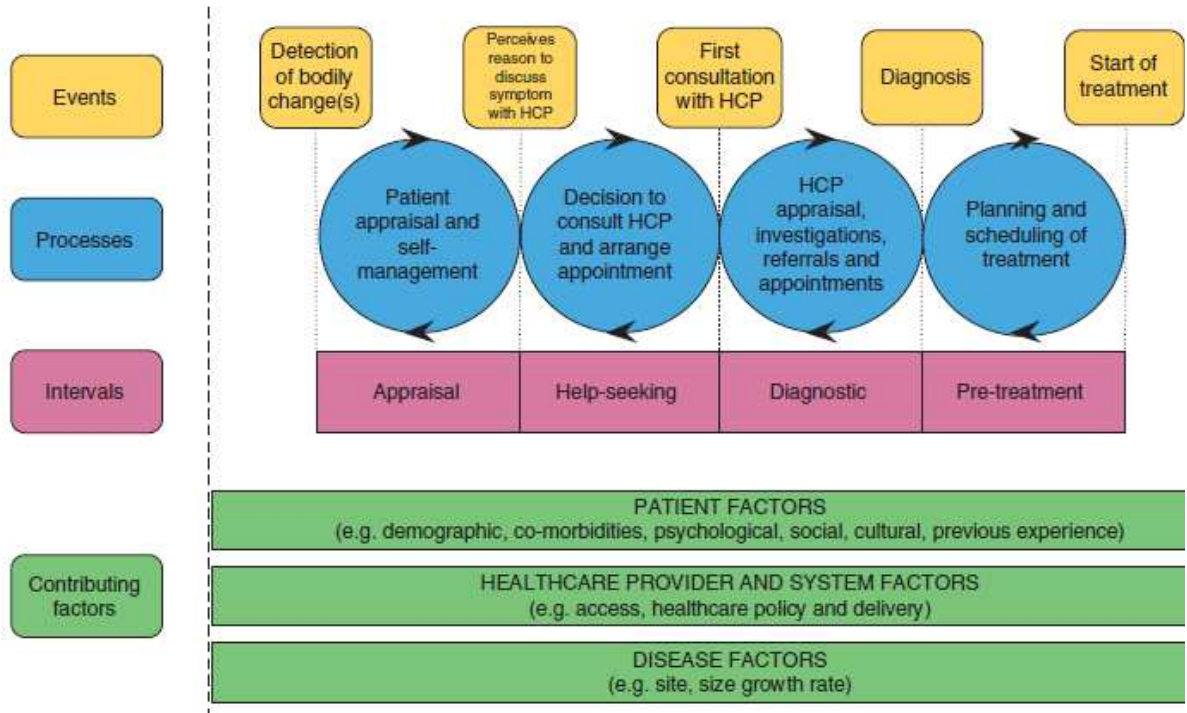 Events
Detection
of bodily
change(s)
Perceives
reason to
discuss
symptom
with HCP
First
consultation
with HCP
Diagnosis
Start of
treatment
Processes
Patient
appraisal and
self-
management
Decision to
consult HCP
and arrange
appointment
HCP
appraisal,
investigations,
referrals and
appointments
Planning and
scheduling of
treatment
Intervals
Appraisal
Help-seeking
Diagnostic
Pre-treatment
Contributing
factors
PATIENT FACTORS
(e.g. demographic, co-morbidities, psychological, social, cultural, previous experience)
HEALTHCARE PROVIDER AND SYSTEM FACTORS
(e.g. access, healthcare policy and delivery)
DISEASE FACTORS
(e.g. site, size growth rate)